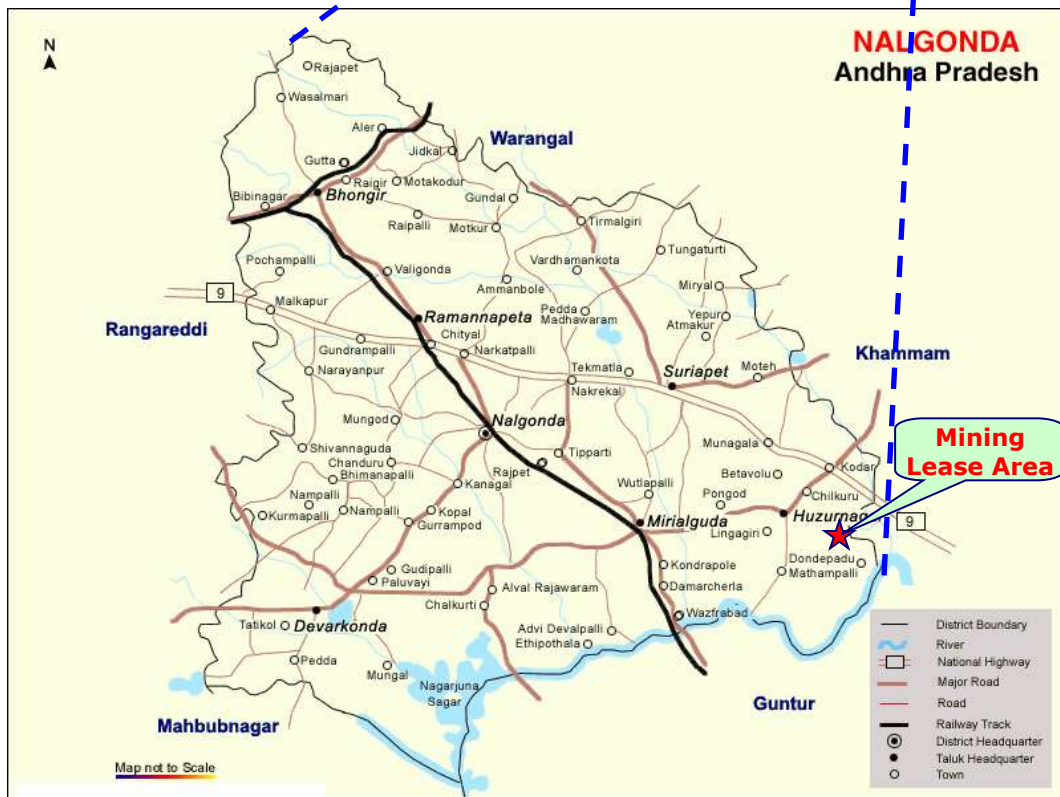 NALGONDA
Andhra Pradesh
N
Rajapet
Wasalmari
Aler
Warangal
Jidkal
Gutta
Raigir
Motakodur
Bibinagar
Bhongir
Gundal
Raipalli
Motkur
Tirmalgiri
Tungaturti
Pochampalli
Valigonda
Vardhamankota
Ammanbole
Miryal
9
Malkapur
Pedda
Madhawaram
Yepur
Atmakur
Rangareddi
Ramannapeta
Chityal
Gundrampalli
Narkatpalli
Khammam
Narayanpur
Tekmatla
Suriapet
Moteh
Nakrekal
Mungod
Nalgonda
Mining
Lease Area
Shivannaguda
Munagala
Chanduru
Bhimanapalli
Tipparti
Rajpet
Betavolu
Kodar
Nampalli
Kanagal
Wutlapalli
Chilkuru
Pongod
Kurmapalli
Nampalli
Kopal
Gurrampod
Mirialguda
Huzurnagar
9
Lingagiri
Dondepadu
Mathampalli
Gudipalli
Paluvayi
Kondrapole
Damarcherla
Alval Rajawaram
Chalkurti
Wazfrabad
Devarkonda
Tatikol
Advi Devalpalli
Ethipothala
Pedda
Mungal
Nagarjuna
Sagar
Mahbubnagar
Guntur
District Boundary
River
National Highway
Major Road
Road
Railway Track
District Headquarter
Taluk Headquarter
Town
Map not to Scale